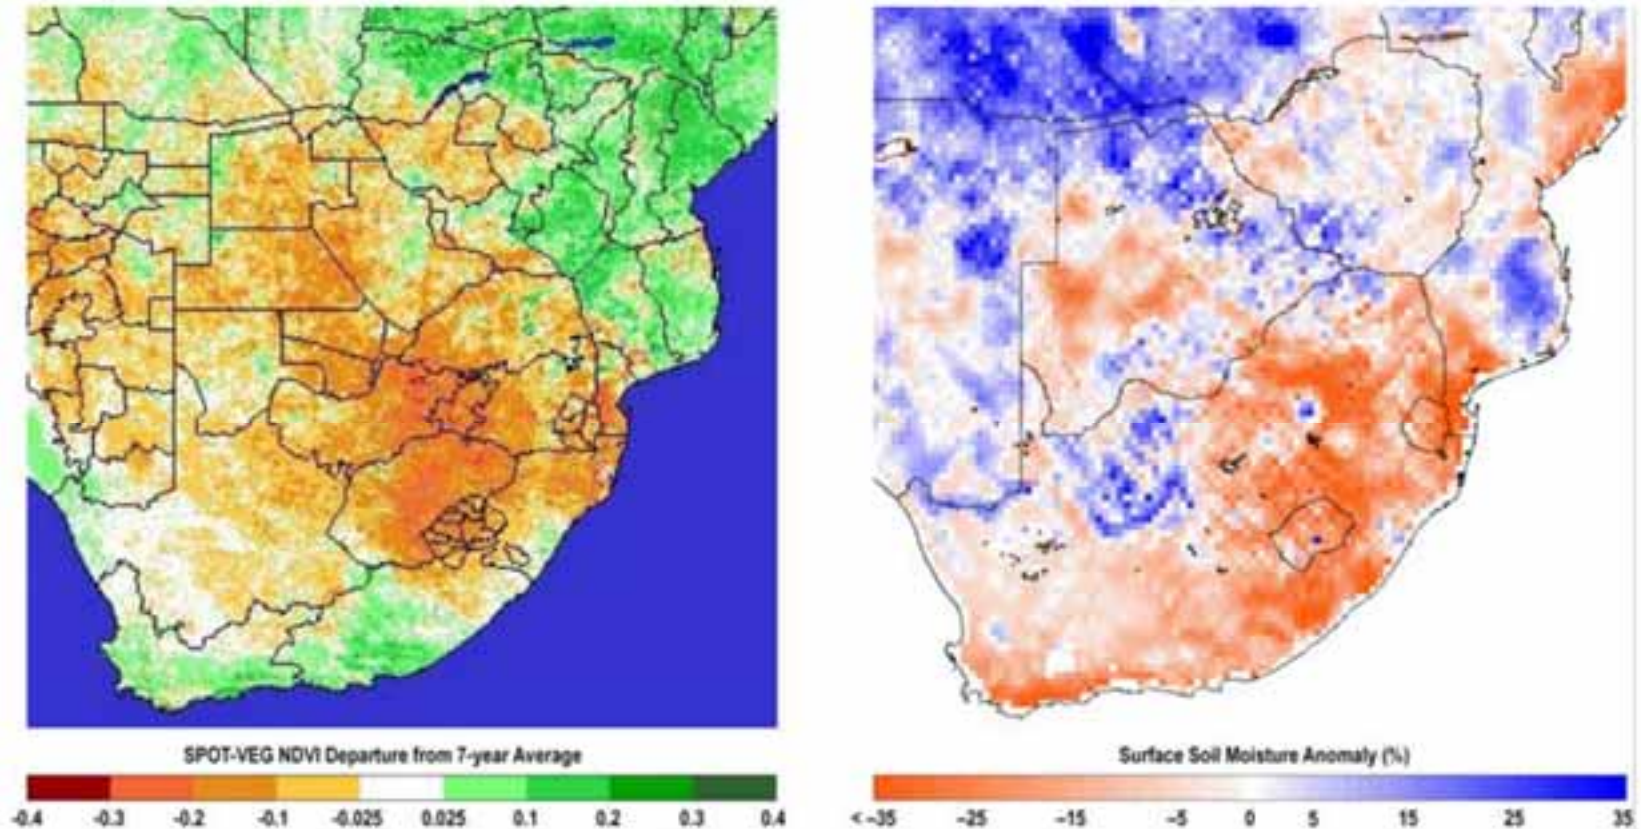 SPOT-VEG NDVI Departure from 7-year Average
-0.4 -0.3 -0.2 -0.1 -0.025 0.025 0.1 0.2 0.3 0.4
Surface Soil Moisture Anomaly (%)
< -35 -25 -15 -5 0 5 15 25 35